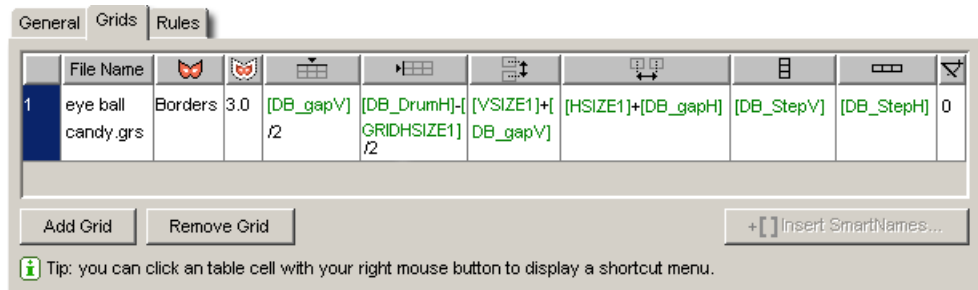 General Grids Rules
File Name
1 eye ball Borders 3.0 [DB_gapV] [DB_DrumH]-[ [VSIZE1]+[ [HSIZE1]+[DB_gapH] [DB_StepV] [DB_StepH] 0
candy.grs /2 GRIDHSIZE1] DB_gapV]
/2
Add Grid Remove Grid +[ ] Insert SmartNames...
Tip: you can click an table cell with your right mouse button to display a shortcut menu.